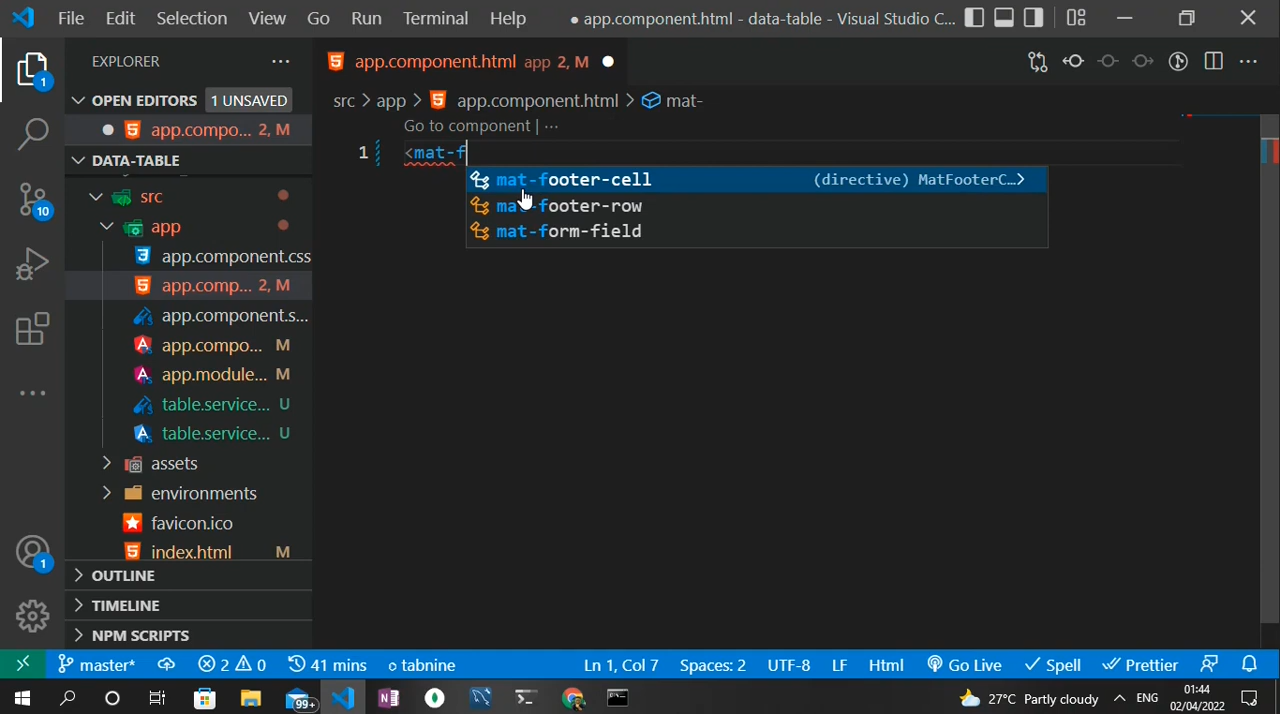 File Edit Selection View Go Run Terminal Help
● app.component.html - data-table - Visual Studio C...
EXPLORER
OPEN EDITORS 1 UNSAVED
● app.compo... 2, M
DATA-TABLE
src
app
app.component.css
app.comp... 2, M
app.component.s...
app.compo... M
app.module... M
table.service... U
table.service... U
assets
environments
favicon.ico
index.html M
OUTLINE
TIMELINE
NPM SCRIPTS
1
10
1
app.component.html app 2, M ●
src > app > app.component.html > mat-
Go to component | ...
1 <mat-f
mat-footer-cell (directive) MatFooterC...>
mat-footer-row
mat-form-field
master* 2 0 41 mins tabnine Ln 1, Col 7 Spaces: 2 UTF-8 LF Html Go Live Spell Prettier
99+ 27°C Partly cloudy ENG 01:44
02/04/2022